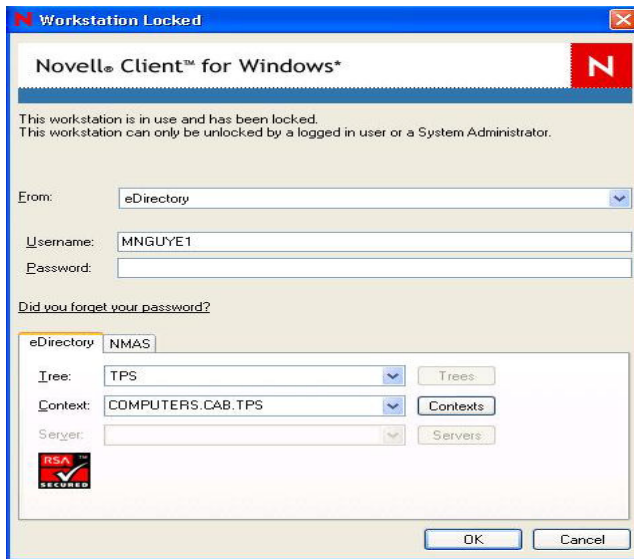 N Workstation Locked
Novell® Client™ for Windows*
N
This workstation is in use and has been locked.
This workstation can only be unlocked by a logged in user or a System Administrator.
From: eDirectory
Username: MNGUYE1
Password:
Did you forget your password?
eDirectory NMAS
Tree: TPS Trees
Context: COMPUTERS.CAB.TPS Contexts
Server: Servers
RSA™
SECURED
OK Cancel